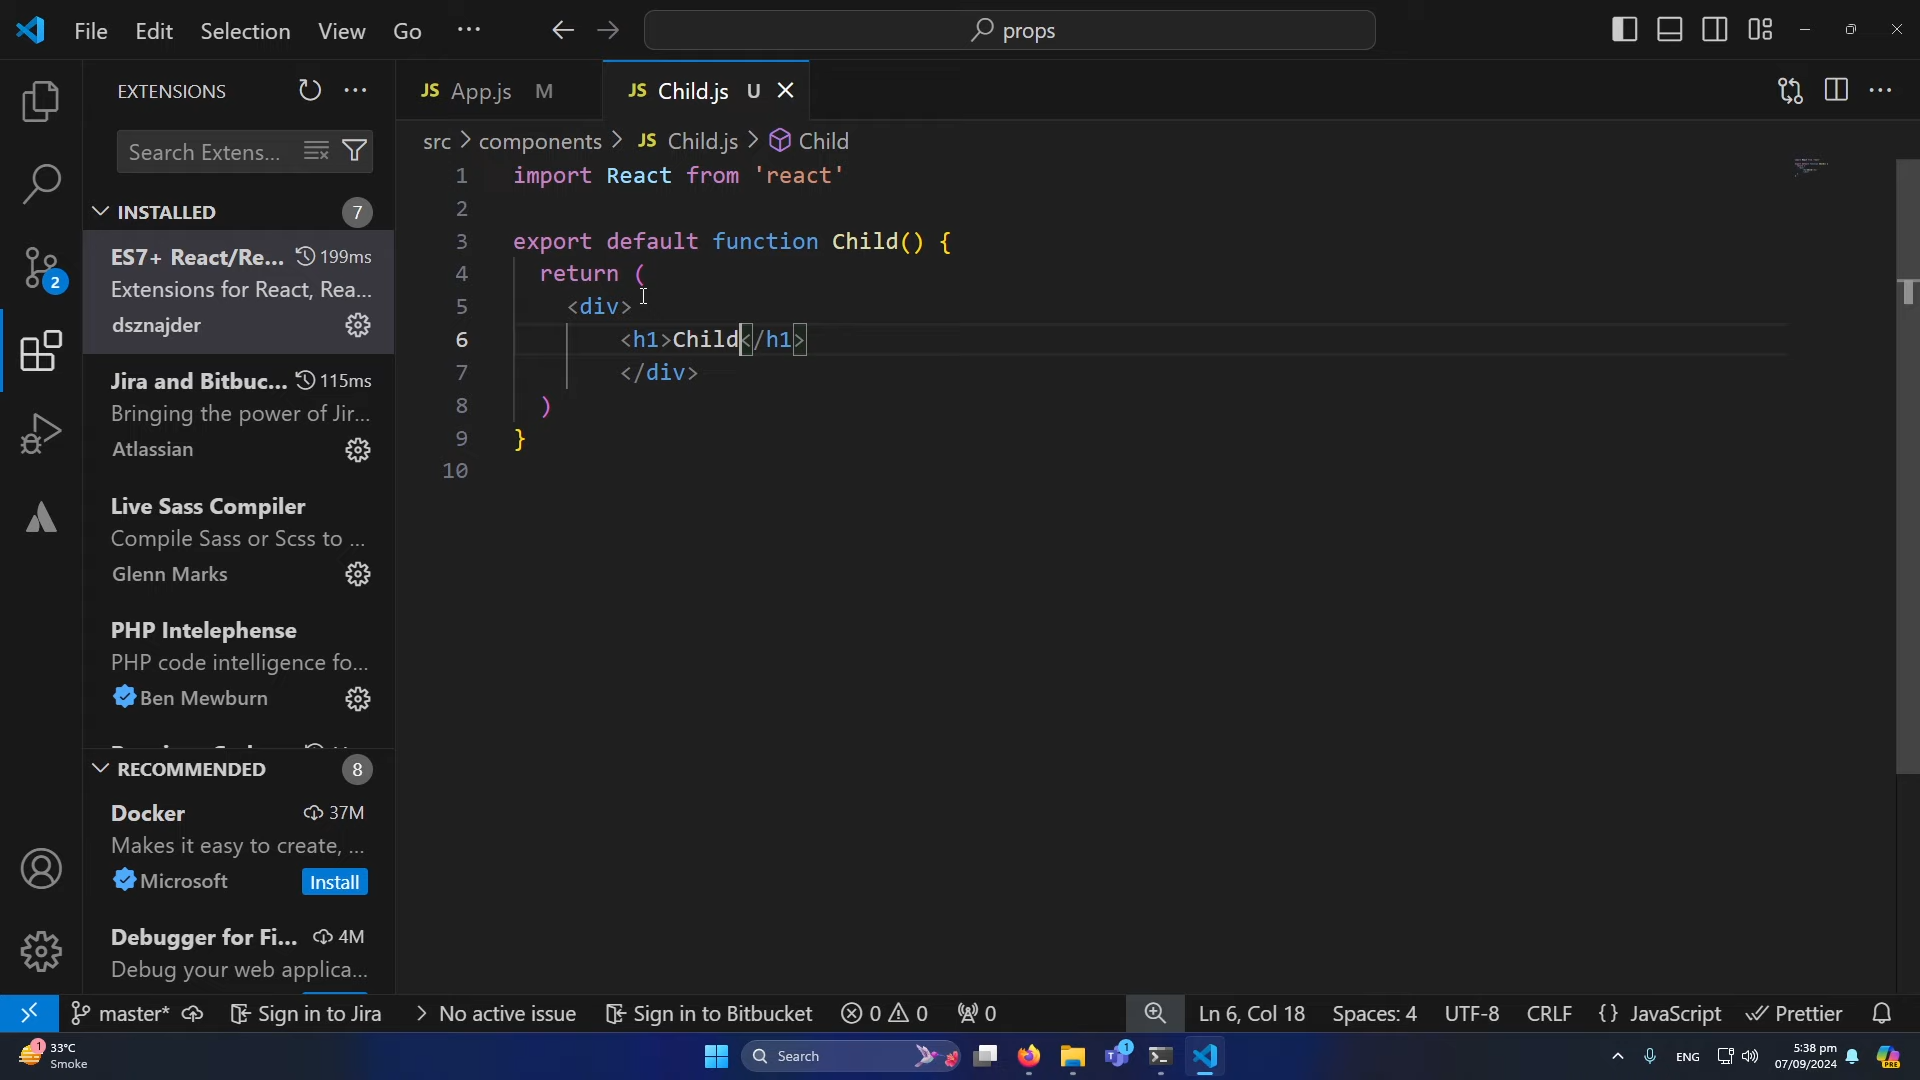 File Edit Selection View Go ···
props
EXTENSIONS
Search Extens...
INSTALLED 7
ES7+ React/Re... 199ms
Extensions for React, Rea...
dsznajder
Jira and Bitbuc... 115ms
Bringing the power of Jir...
Atlassian
Live Sass Compiler
Compile Sass or Scss to ...
Glenn Marks
PHP Intelephense
PHP code intelligence fo...
Ben Mewburn
RECOMMENDED 8
Docker 37M
Makes it easy to create, ...
Microsoft Install
Debugger for Fi... 4M
Debug your web applica...
JS App.js M
JS Child.js U
src > components > JS Child.js > Child
1 import React from 'react'
2
3 export default function Child() {
4 return (
5 <div>
6 <h1>Child</h1>
7 </div>
8 )
9 }
10
2
master* Sign in to Jira > No active issue Sign in to Bitbucket 0 0 0 Ln 6, Col 18 Spaces: 4 UTF-8 CRLF {} JavaScript Prettier
1 33°C
Smoke
Search
1
ENG
5:38 pm
07/09/2024
PRE